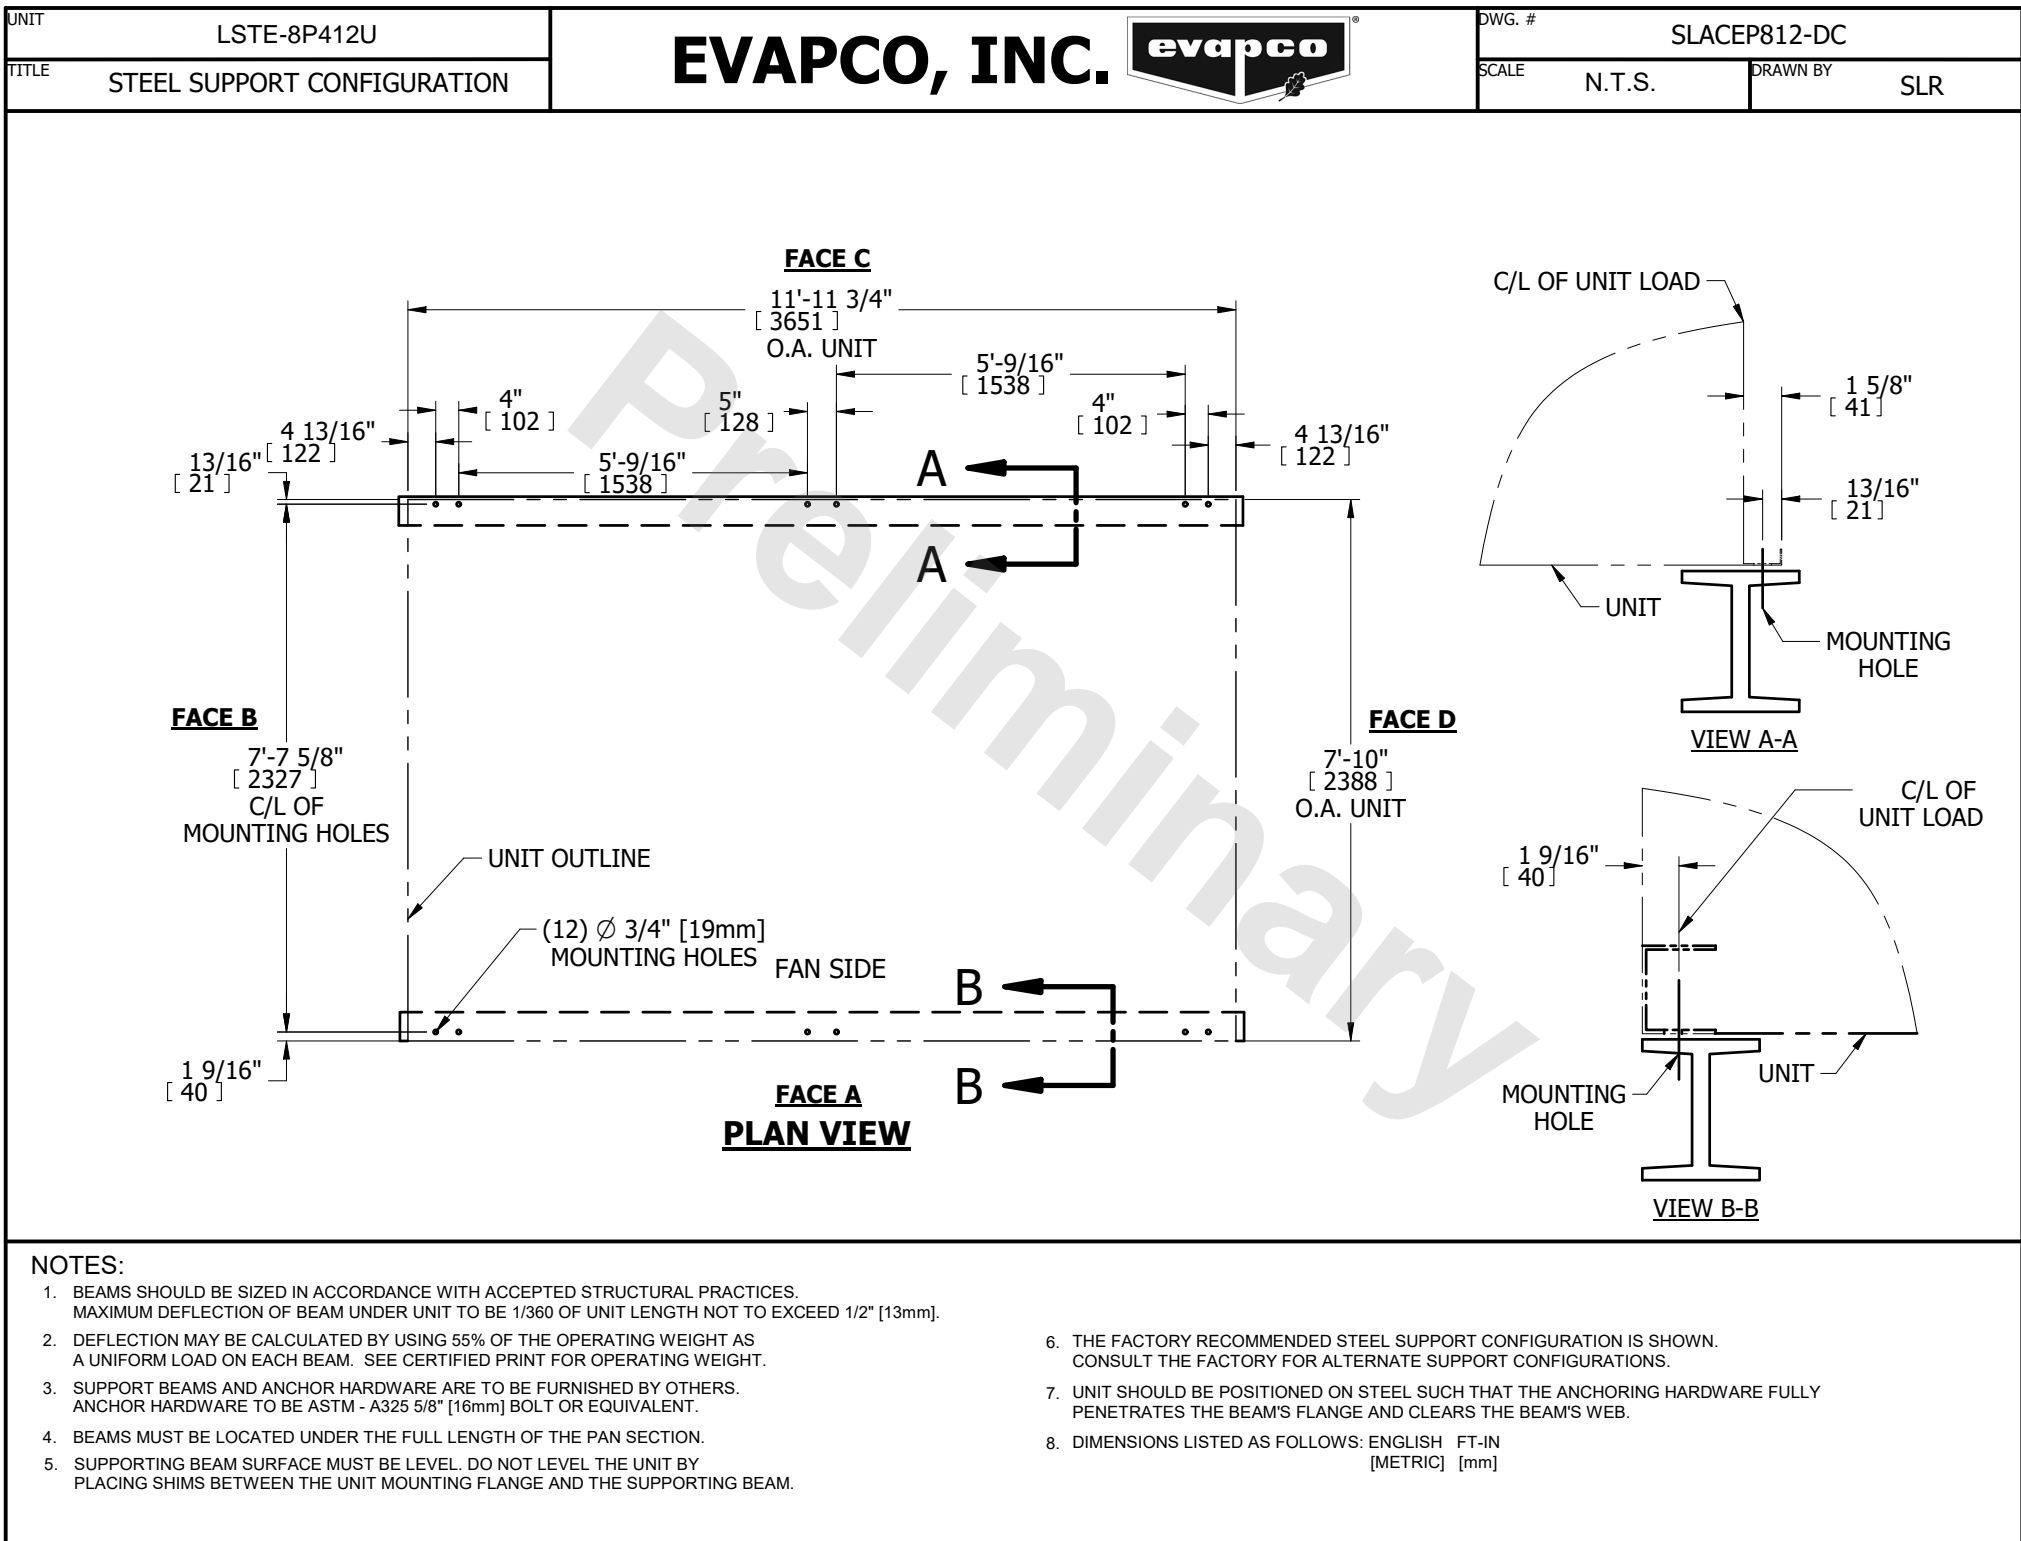 UNIT
LSTE-8P412U
TITLE
STEEL SUPPORT CONFIGURATION
EVAPCO, INC.
evapco
®
DWG. #
SLACEP812-DC
SCALE
N.T.S.
DRAWN BY
SLR
FACE C
11'-11 3/4"
[ 3651 ]
O.A. UNIT
5'-9/16"
[ 1538 ]
4"
[ 102 ]
5"
[ 128 ]
4"
[ 102 ]
4 13/16"
[ 122 ]
4 13/16"
[ 122 ]
13/16"
[ 21 ]
5'-9/16"
[ 1538 ]
A
A
FACE B
7'-7 5/8"
[ 2327 ]
C/L OF
MOUNTING HOLES
FACE D
7'-10"
[ 2388 ]
O.A. UNIT
UNIT OUTLINE
(12) Ø 3/4" [19mm]
MOUNTING HOLES
FAN SIDE
B
B
1 9/16"
[ 40 ]
FACE A
PLAN VIEW
Preliminary
C/L OF UNIT LOAD
1 5/8"
[ 41 ]
13/16"
[ 21 ]
UNIT
MOUNTING
HOLE
VIEW A-A
C/L OF
UNIT LOAD
1 9/16"
[ 40 ]
UNIT
MOUNTING
HOLE
VIEW B-B
NOTES:
1. BEAMS SHOULD BE SIZED IN ACCORDANCE WITH ACCEPTED STRUCTURAL PRACTICES.
MAXIMUM DEFLECTION OF BEAM UNDER UNIT TO BE 1/360 OF UNIT LENGTH NOT TO EXCEED 1/2" [13mm].
2. DEFLECTION MAY BE CALCULATED BY USING 55% OF THE OPERATING WEIGHT AS
A UNIFORM LOAD ON EACH BEAM. SEE CERTIFIED PRINT FOR OPERATING WEIGHT.
3. SUPPORT BEAMS AND ANCHOR HARDWARE ARE TO BE FURNISHED BY OTHERS.
ANCHOR HARDWARE TO BE ASTM - A325 5/8" [16mm] BOLT OR EQUIVALENT.
4. BEAMS MUST BE LOCATED UNDER THE FULL LENGTH OF THE PAN SECTION.
5. SUPPORTING BEAM SURFACE MUST BE LEVEL. DO NOT LEVEL THE UNIT BY
PLACING SHIMS BETWEEN THE UNIT MOUNTING FLANGE AND THE SUPPORTING BEAM.
6. THE FACTORY RECOMMENDED STEEL SUPPORT CONFIGURATION IS SHOWN.
CONSULT THE FACTORY FOR ALTERNATE SUPPORT CONFIGURATIONS.
7. UNIT SHOULD BE POSITIONED ON STEEL SUCH THAT THE ANCHORING HARDWARE FULLY
PENETRATES THE BEAM'S FLANGE AND CLEARS THE BEAM'S WEB.
8. DIMENSIONS LISTED AS FOLLOWS: ENGLISH FT-IN
[METRIC] [mm]